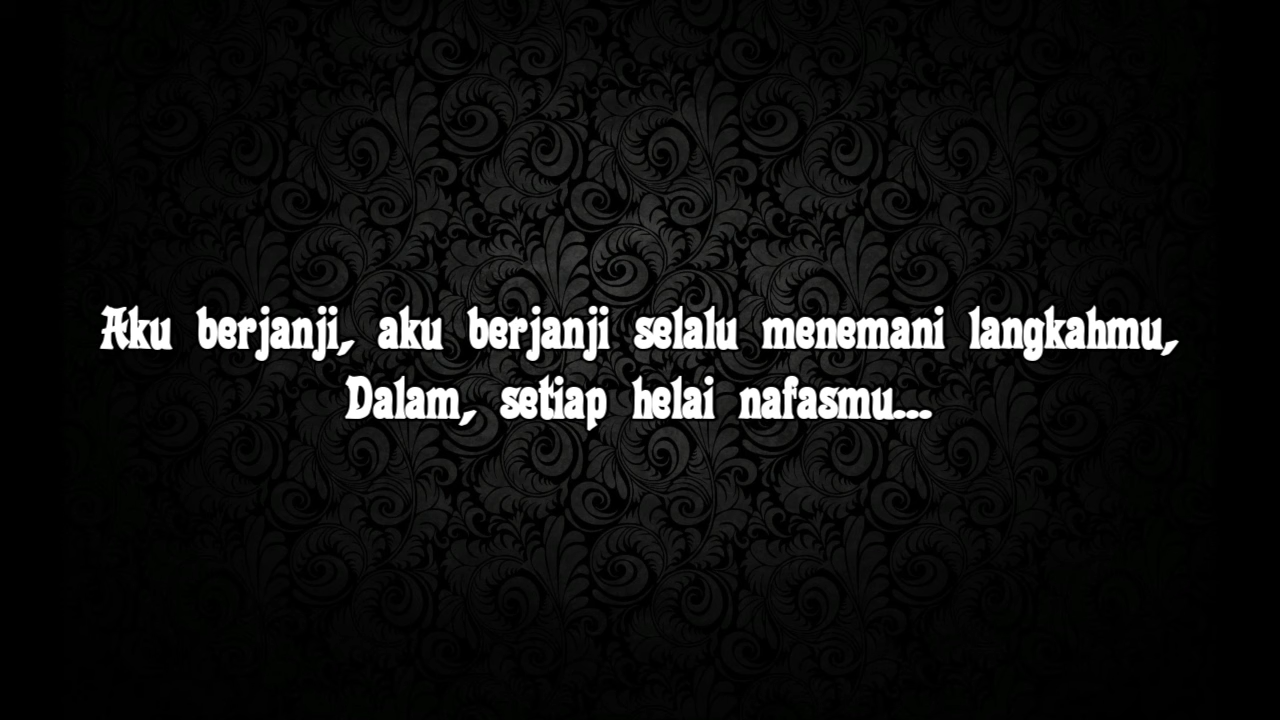 Aku berjanji, aku berjanji selalu menemani langkahmu,
Dalam, setiap helai nafasmu...